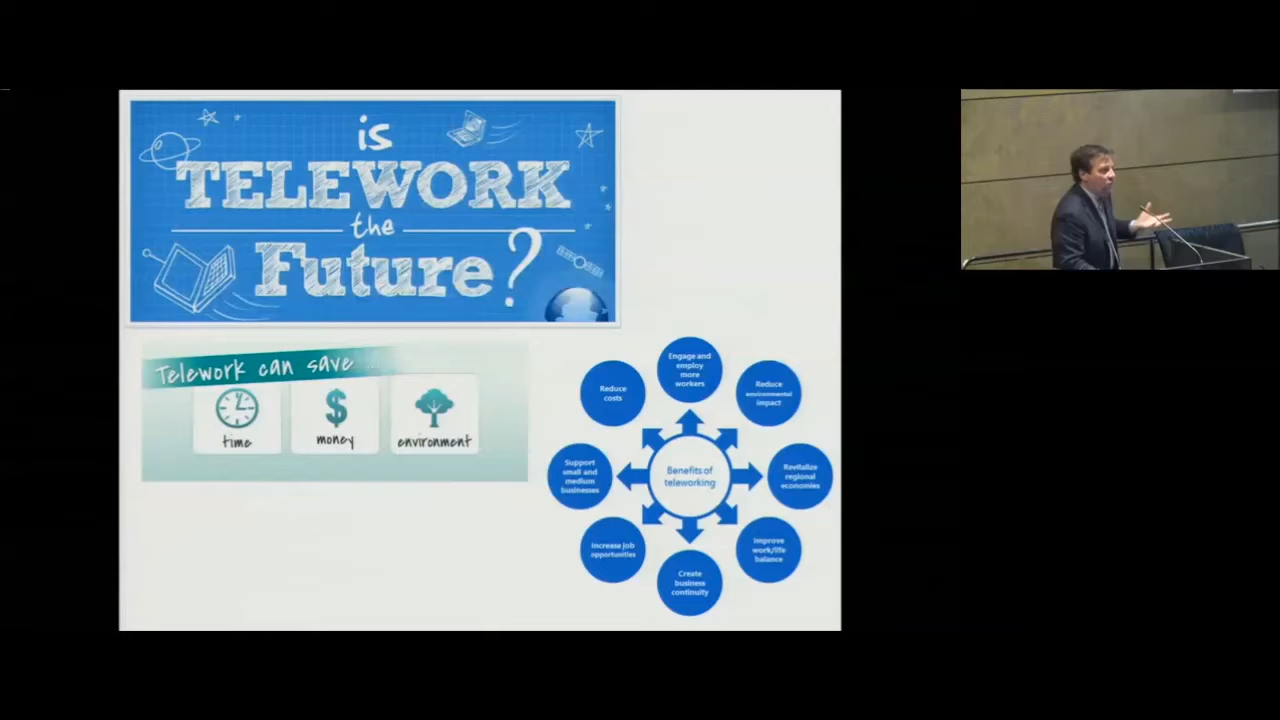 is
TELEWORK
the
Future?
Telework can save ...
time
money
environment
Engage and
employ
more
workers
Reduce
costs
Reduce
environmental
impact
Support
small and
medium
businesses
Benefits of
teleworking
Revitalize
regional
economies
Increase job
opportunities
Improve
work/life
balance
Create
business
continuity